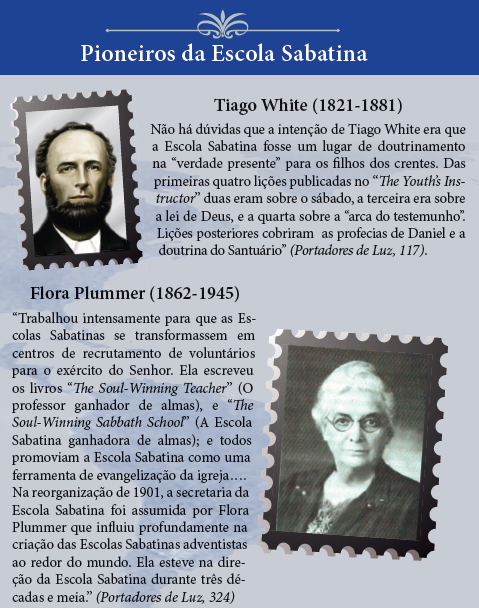 Pioneiros da Escola Sabatina
Tiago White (1821-1881)
Não há dúvidas que a intenção de Tiago White era que
a Escola Sabatina fosse um lugar de doutrinamento
na “verdade presente” para os filhos dos crentes. Das
primeiras quatro lições publicadas no “The Youth’s Ins-
tructor” duas eram sobre o sábado, a terceira era sobre
a lei de Deus, e a quarta sobre a “arca do testemunho”.
Lições posteriores cobriram as profecias de Daniel e a
doutrina do Santuário” (Portadores de Luz, 117).
Flora Plummer (1862-1945)
“Trabalhou intensamente para que as Es-
colas Sabatinas se transformassem em
centros de recrutamento de voluntários
para o exército do Senhor. Ela escreveu
os livros “The Soul-Winning Teacher” (O
professor ganhador de almas), e “The
Soul-Winning Sabbath School” (A Escola
Sabatina ganhadora de almas); e todos
promoviam a Escola Sabatina como uma
ferramenta de evangelização da igreja….
Na reorganização de 1901, a secretaria da
Escola Sabatina foi assumida por Flora
Plummer que influiu profundamente na
criação das Escolas Sabatinas adventistas
ao redor do mundo. Ela esteve na dire-
ção da Escola Sabatina durante três dé-
cadas e meia.” (Portadores de Luz, 324)